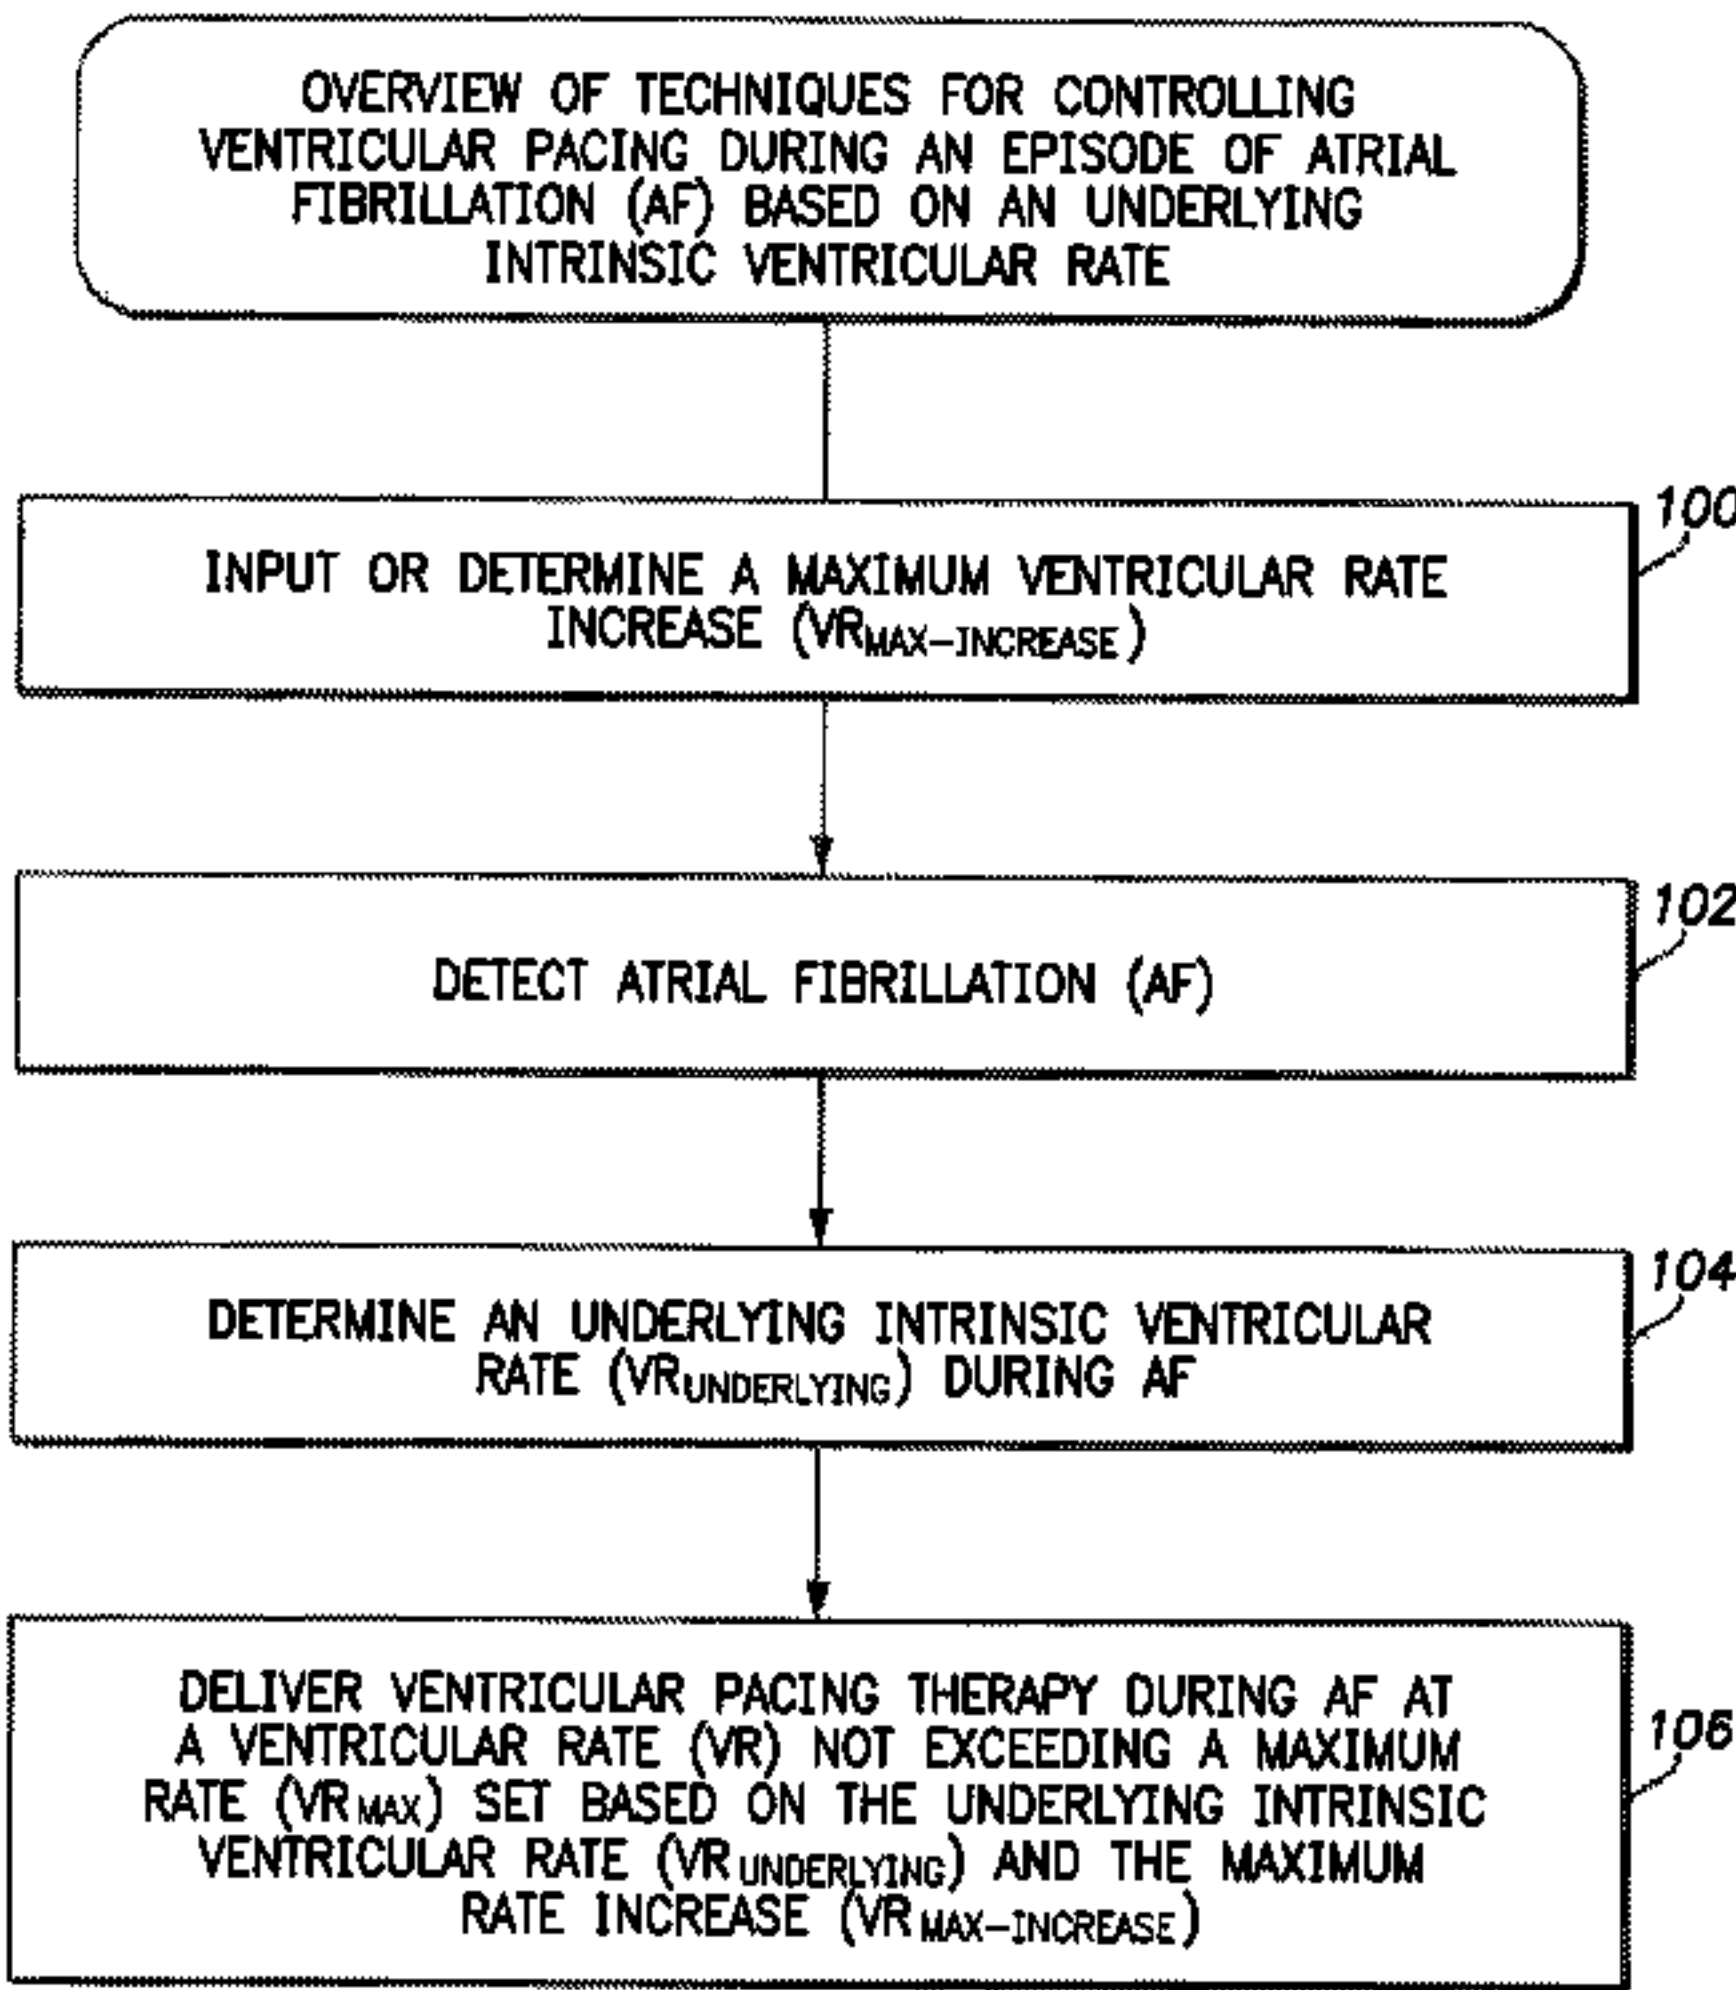 OVERVIEW OF TECHNIQUES FOR CONTROLLING
VENTRICULAR PACING DURING AN EPISODE OF ATRIAL
FIBRILLATION (AF) BASED ON AN UNDERLYING
INTRINSIC VENTRICULAR RATE
100
INPUT OR DETERMINE A MAXIMUM VENTRICULAR RATE
INCREASE (VRMAX-INCREASE)
102
DETECT ATRIAL FIBRILLATION (AF)
104
DETERMINE AN UNDERLYING INTRINSIC VENTRICULAR
RATE (VRUNDERLYING) DURING AF
106
DELIVER VENTRICULAR PACING THERAPY DURING AF AT
A VENTRICULAR RATE (VR) NOT EXCEEDING A MAXIMUM
RATE (VRMAX) SET BASED ON THE UNDERLYING INTRINSIC
VENTRICULAR RATE (VRUNDERLYING) AND THE MAXIMUM
RATE INCREASE (VRMAX-INCREASE)